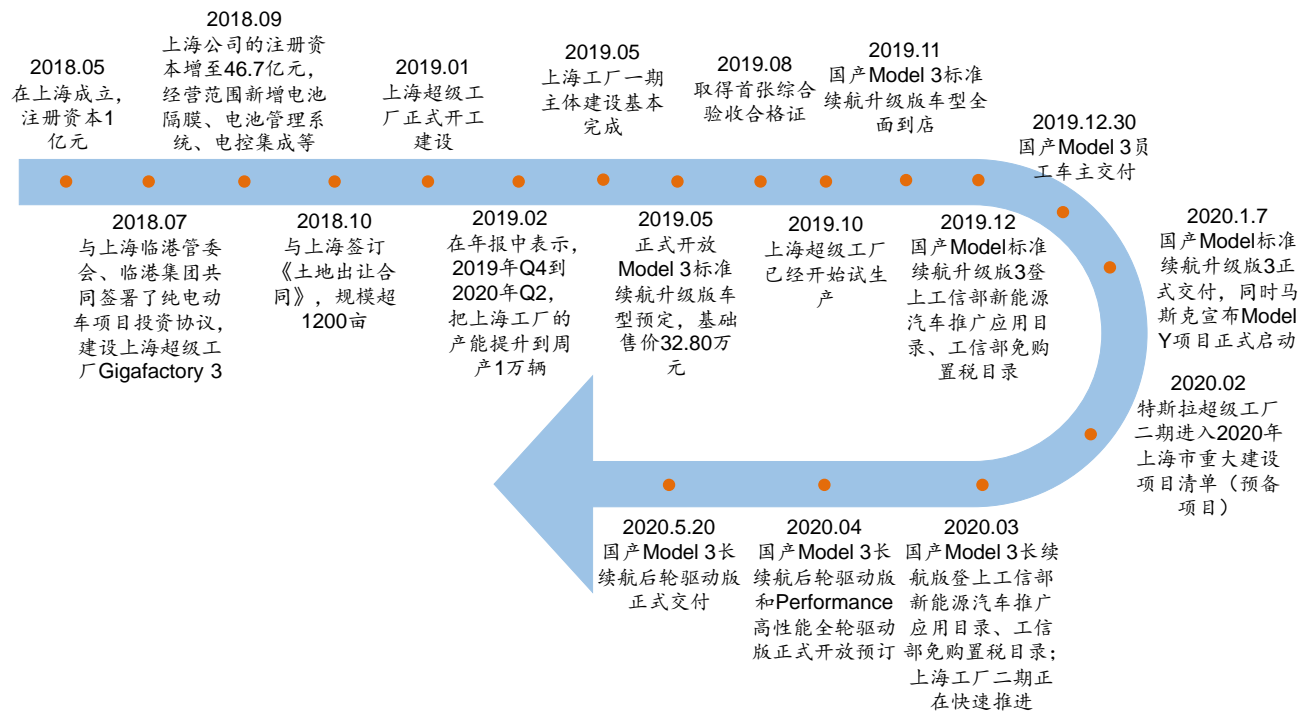 2018.05
在上海成立，
注册资本1
亿元
2018.07
与上海临港管委
会、临港集团共
同签署了纯电动
车项目投资协议，
建设上海超级工
厂Gigafactory 3
2018.09
上海公司的注册资
本增至46.7亿元，
经营范围新增电池
隔膜、电池管理系
统、电控集成等
2018.10
与上海签订
《土地出让合
同》，规模超
1200亩
2019.01
上海超级工
厂正式开工
建设
2019.02
在年报中表示，
2019年Q4到
2020年Q2，
把上海工厂的
产能提升到周
产1万辆
2019.05
上海工厂一期
主体建设基本
完成
2019.05
正式开放
Model 3标准
续航升级版车
型预定，基础
售价32.80万
元
2019.08
取得首张综合
验收合格证
2019.10
上海超级工厂
已经开始试生
产
2019.11
国产Model 3标准
续航升级版车型全
面到店
2019.12
国产Model标准
续航升级版3登
上工信部新能源
汽车推广应用目
录、工信部免购
置税目录
2019.12.30
国产Model 3员
工车主交付
2020.1.7
国产Model标准
续航升级版3正
式交付，同时马
斯克宣布Model
Y项目正式启动
2020.02
特斯拉超级工厂
二期进入2020年
上海市重大建设
项目清单（预备
项目）
2020.03
国产Model 3长续
航版登上工信部
新能源汽车推广
应用目录、工信
部免购置税目录；
上海工厂二期正
在快速推进
2020.04
国产Model 3长
续航后轮驱动版
和Performance
高性能全轮驱动
版正式开放预订
2020.5.20
国产Model 3长
续航后轮驱动版
正式交付